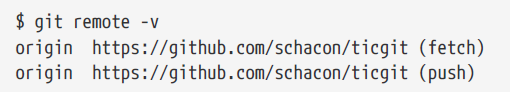 $ git remote -v
origin  https://github.com/schacon/ticgit (fetch)
origin  https://github.com/schacon/ticgit (push)